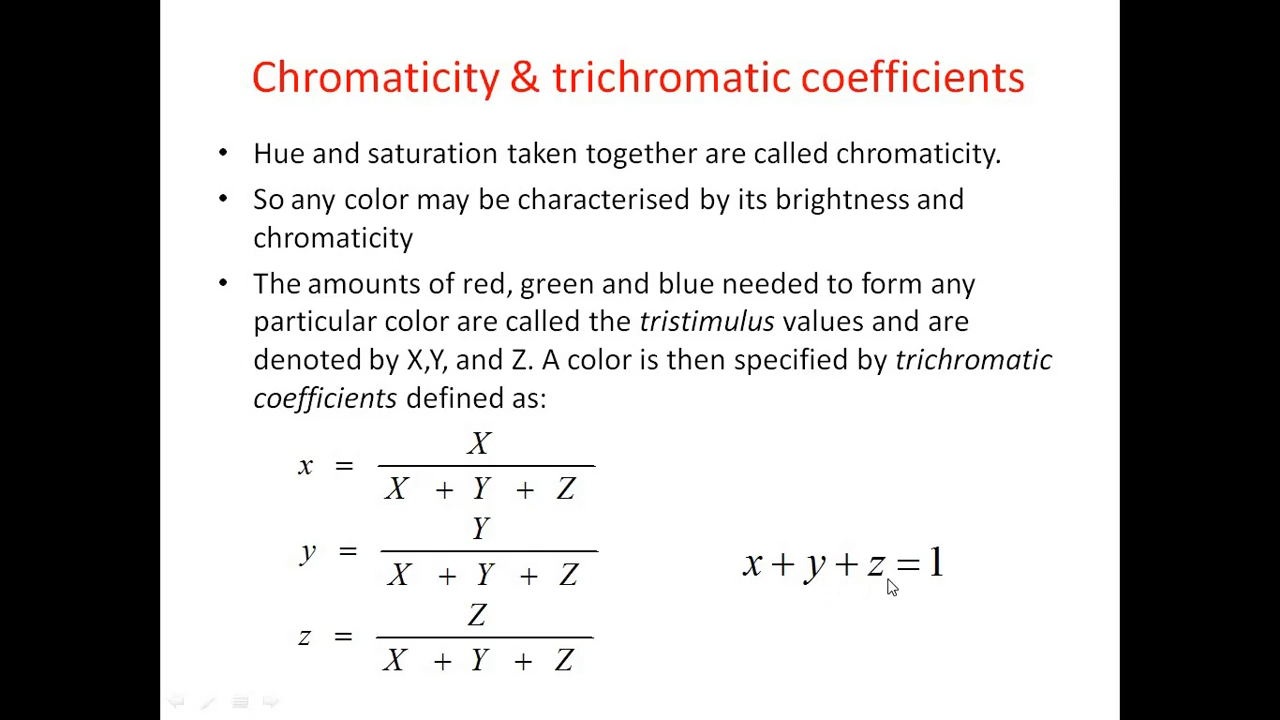 Chromaticity & trichromatic coefficients
• Hue and saturation taken together are called chromaticity.
• So any color may be characterised by its brightness and
chromaticity
• The amounts of red, green and blue needed to form any
particular color are called the tristimulus values and are
denoted by X,Y, and Z. A color is then specified by trichromatic
coefficients defined as:
x = X / (X + Y + Z)
y = Y / (X + Y + Z)
z = Z / (X + Y + Z)
x + y + z = 1